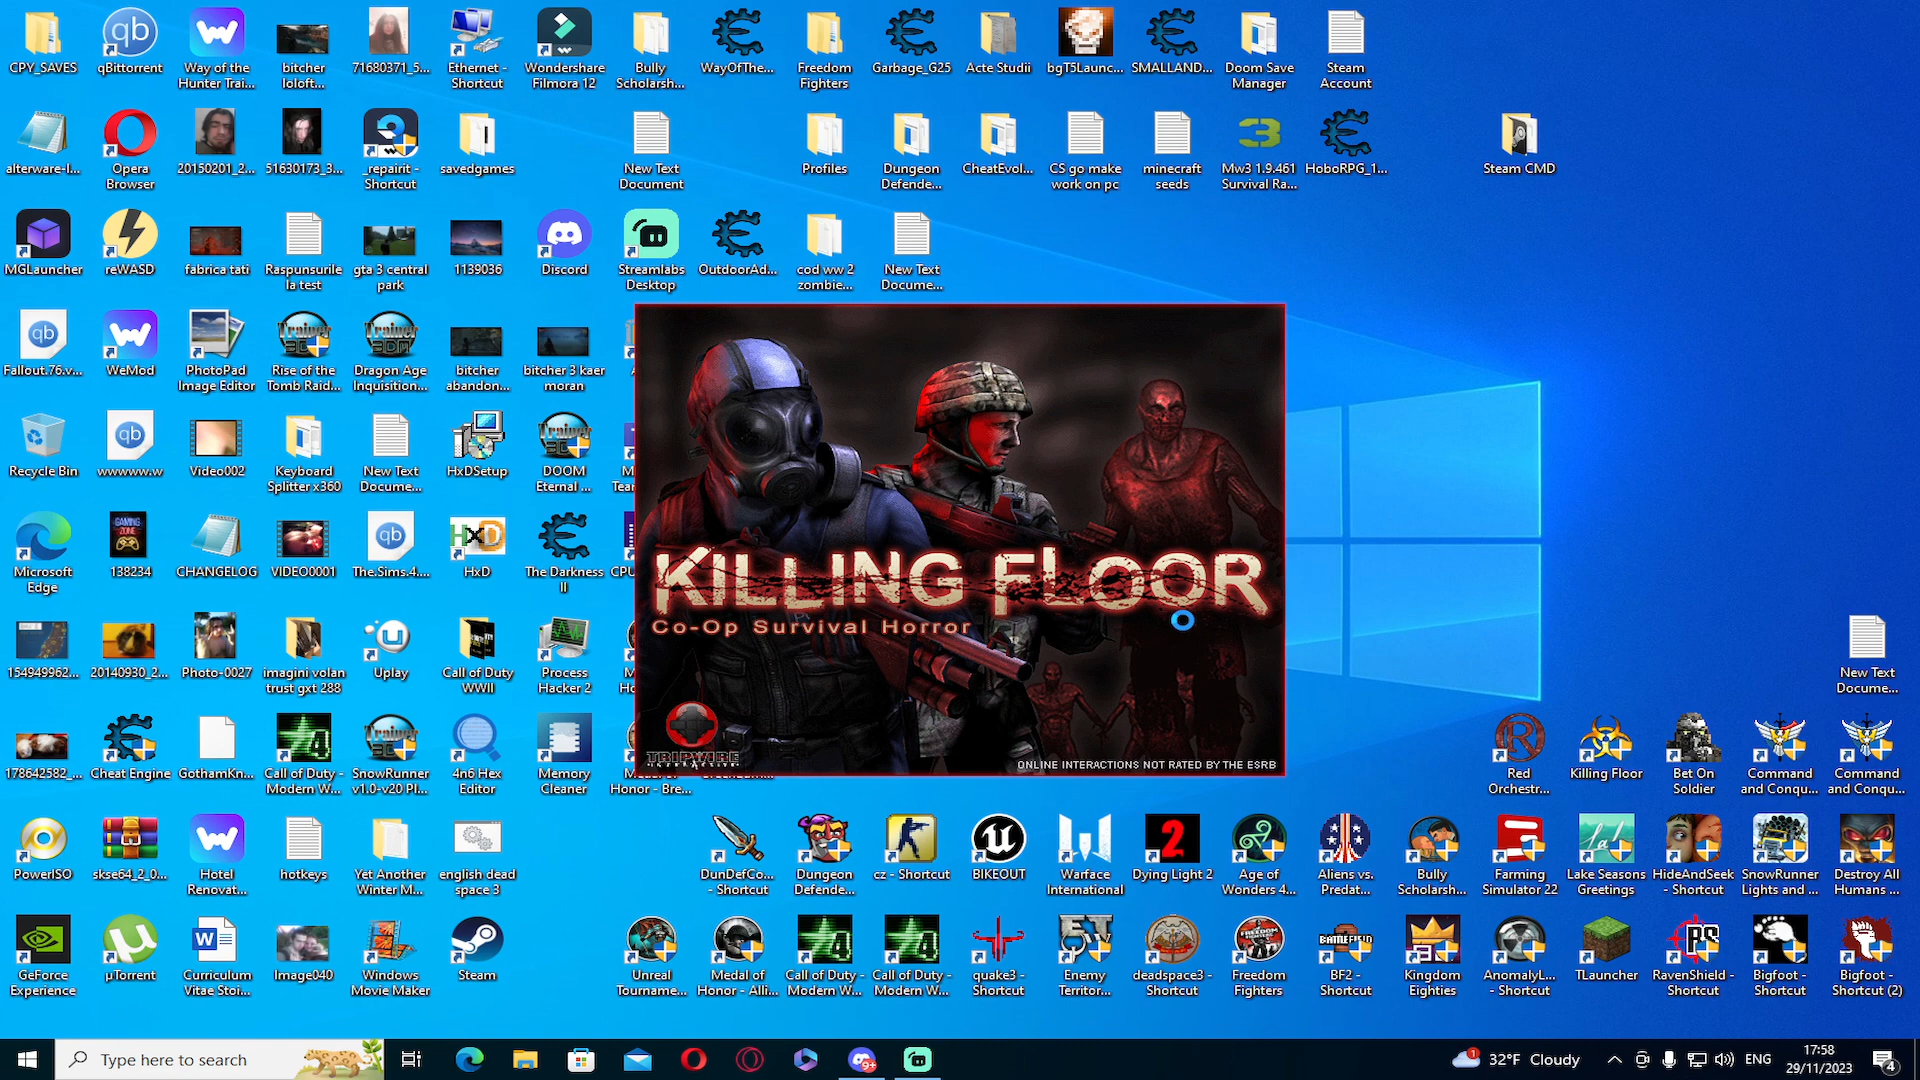 CPY_SAVES
qBittorrent
Way of the
Hunter Trai...
bitcher
loloft...
71680371_5...
Ethernet -
Shortcut
Wondershare
Filmora 12
Bully
Scholarsh...
WayOfThe...
Freedom
Fighters
Garbage_G25
Acte Studii
bgT5Launc...
SMALLAND...
Doom Save
Manager
Steam
Account
alterware-l...
Opera
Browser
20150201_2...
51630173_3...
_repairit -
Shortcut
savedgames
New Text
Document
Profiles
Dungeon
Defende...
CheatEvol...
CS go make
work on pc
minecraft
seeds
Mw3 1.9.461
Survival Ra...
HoboRPG_1...
Steam CMD
MGLauncher
reWASD
fabrica tati
Raspunsurile
la test
gta 3 central
park
1139036
Discord
Streamlabs
Desktop
OutdoorAd...
cod ww 2
zombie...
New Text
Docume...
Fallout.76.v...
WeMod
PhotoPad
Image Editor
Rise of the
Tomb Raid...
Dragon Age
Inquisition...
bitcher
abandon...
bitcher 3 kaer
moran
Recycle Bin
wwwwww.w
Video002
Keyboard
Splitter x360
New Text
Docume...
HxDSetup
DOOM
Eternal ...
Microsoft
Edge
138234
CHANGELOG
VIDEO0001
The.Sims.4....
HxD
The Darkness
II
KILLING FLOOR
Co-Op Survival Horror
TRIPWIRE
INTERACTIVE
ONLINE INTERACTIONS NOT RATED BY THE ESRB
154949962...
20140930_2...
Photo-0027
imagini volan
trust gxt 288
Uplay
Call of Duty
WWII
Process
Hacker 2
New Text
Docume...
178642582_...
Cheat Engine
GothamKn...
Call of Duty -
Modern W...
SnowRunner
v1.0-v20 Pl...
4n6 Hex
Editor
Memory
Cleaner
Honor - Bre...
Red
Orchestr...
Killing Floor
Bet On
Soldier
Command
and Conqu...
Command
and Conqu...
PowerISO
skse64_2_0...
Hotel
Renovat...
hotkeys
Yet Another
Winter M...
english dead
space 3
DunDefCo...
- Shortcut
Dungeon
Defende...
cz - Shortcut
BIKEOUT
Warface
International
Dying Light 2
Age of
Wonders 4...
Aliens vs.
Predat...
Bully
Scholarsh...
Farming
Simulator 22
Lake Seasons
Greetings
HideAndSeek
- Shortcut
SnowRunner
Lights and ...
Destroy All
Humans ...
GeForce
Experience
µTorrent
Curriculum
Vitae Stoi...
Image040
Windows
Movie Maker
Steam
Unreal
Tourname...
Medal of
Honor - Alli...
Call of Duty -
Modern W...
Call of Duty -
Modern W...
quake3 -
Shortcut
Enemy
Territor...
deadspace3 -
Shortcut
Freedom
Fighters
BF2 -
Shortcut
Kingdom
Eighties
AnomalyL...
- Shortcut
TLauncher
RavenShield -
Shortcut
Bigfoot -
Shortcut
Bigfoot -
Shortcut (2)
Type here to search
32°F Cloudy
ENG
17:58
29/11/2023
4